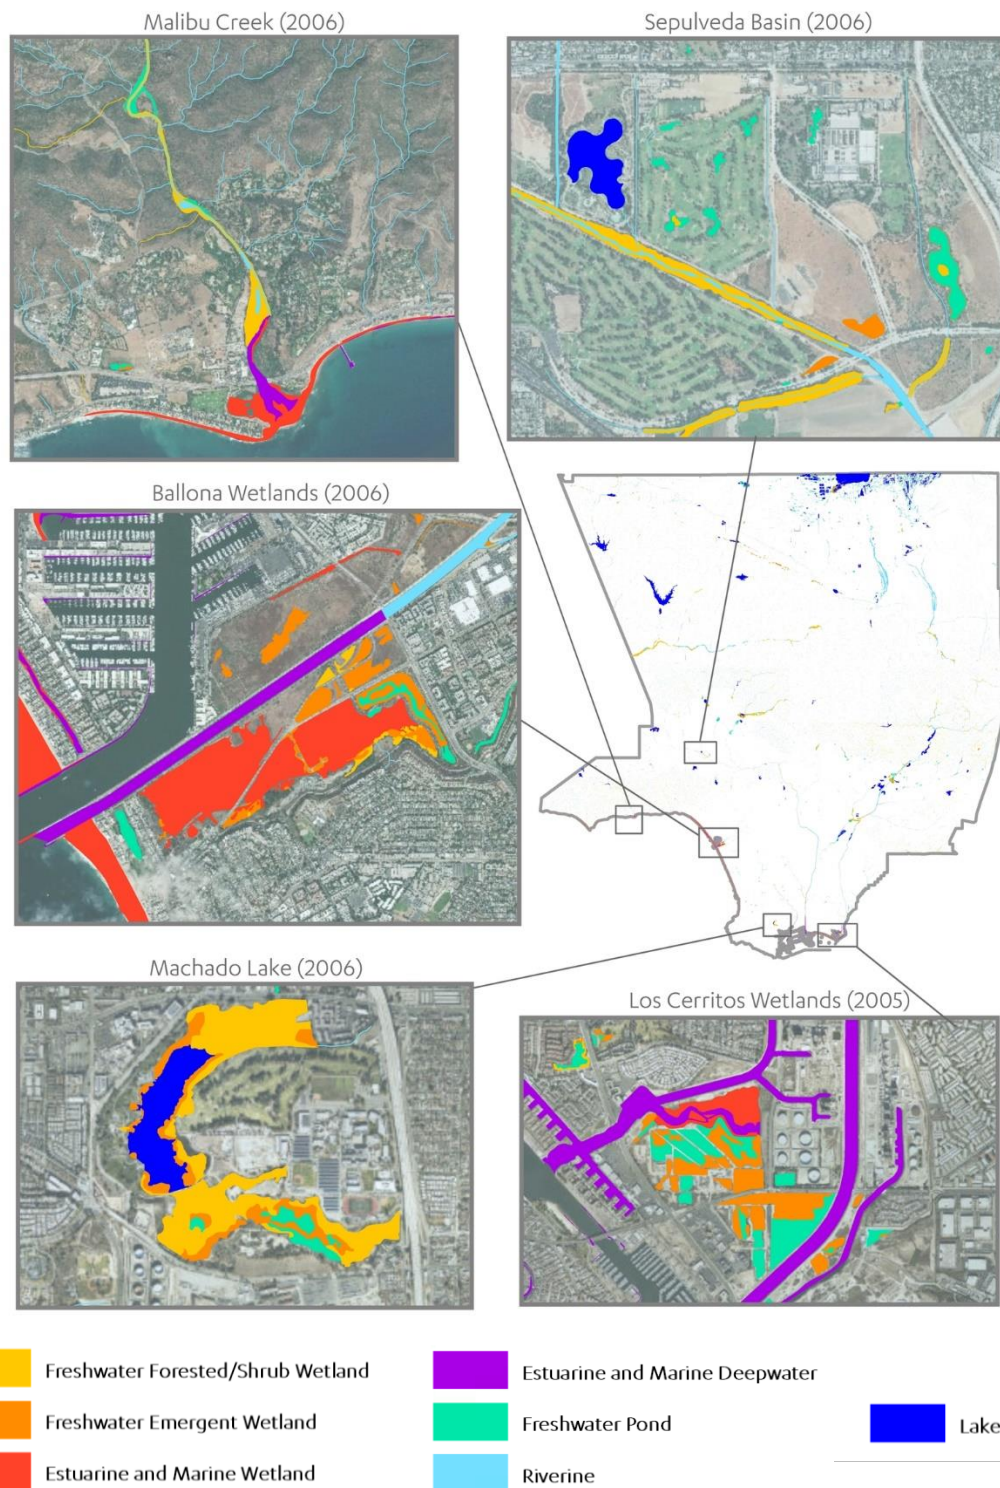 Malibu Creek (2006)
Sepulveda Basin (2006)
Ballona Wetlands (2006)
Machado Lake (2006)
Los Cerritos Wetlands (2005)
Freshwater Forested/Shrub Wetland
Freshwater Emergent Wetland
Estuarine and Marine Wetland
Estuarine and Marine Deepwater
Freshwater Pond
Riverine
Lake